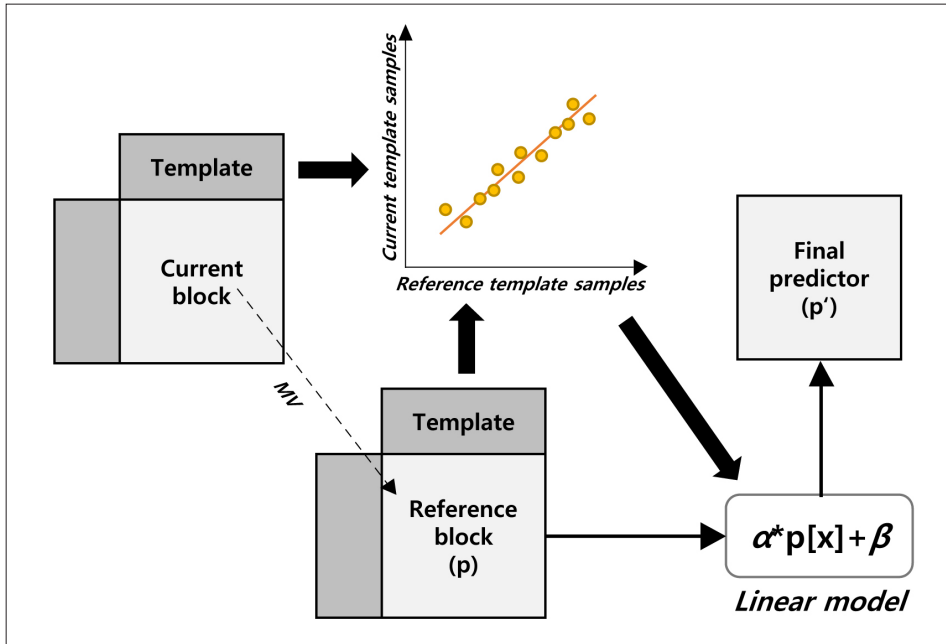 Current template samples
Template
Current
block
Reference template samples
Final
predictor
(p‘)
MV
Template
Reference
block
(p)
α*p[x]+β
Linear model